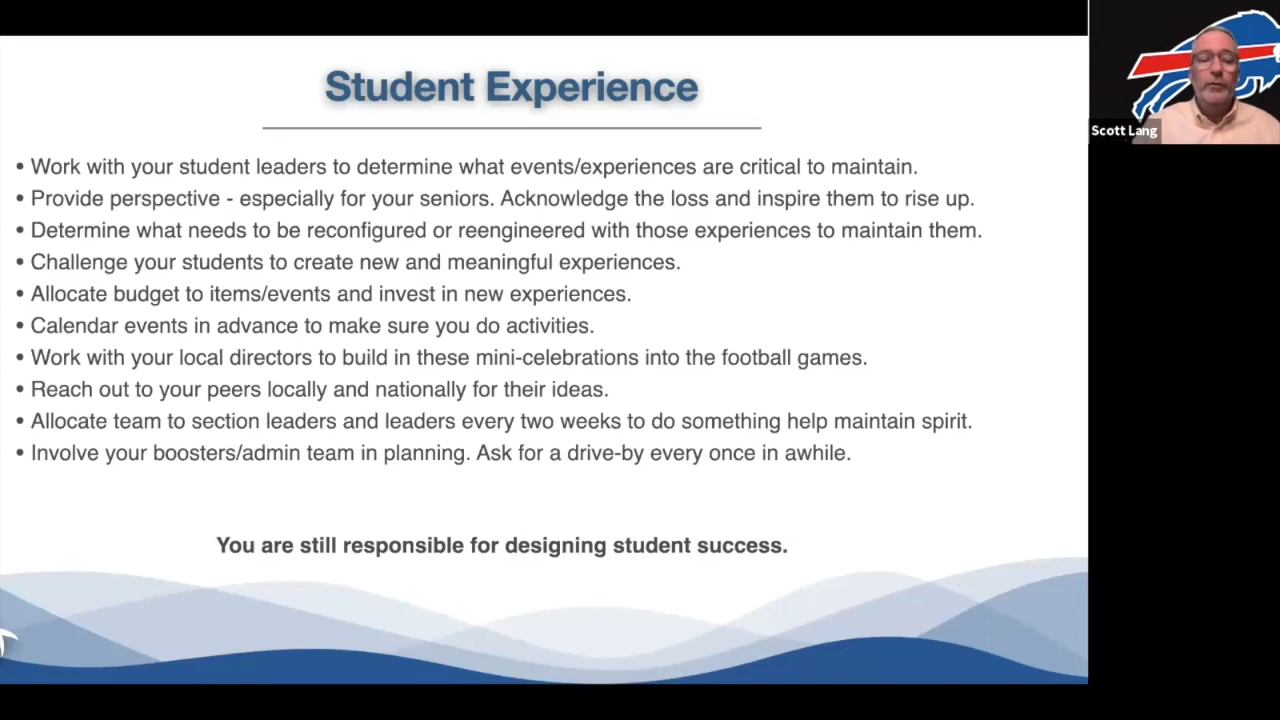 Student Experience
• Work with your student leaders to determine what events/experiences are critical to maintain.
• Provide perspective - especially for your seniors. Acknowledge the loss and inspire them to rise up.
• Determine what needs to be reconfigured or reengineered with those experiences to maintain them.
• Challenge your students to create new and meaningful experiences.
• Allocate budget to items/events and invest in new experiences.
• Calendar events in advance to make sure you do activities.
• Work with your local directors to build in these mini-celebrations into the football games.
• Reach out to your peers locally and nationally for their ideas.
• Allocate team to section leaders and leaders every two weeks to do something help maintain spirit.
• Involve your boosters/admin team in planning. Ask for a drive-by every once in awhile.
You are still responsible for designing student success.
Scott Lang